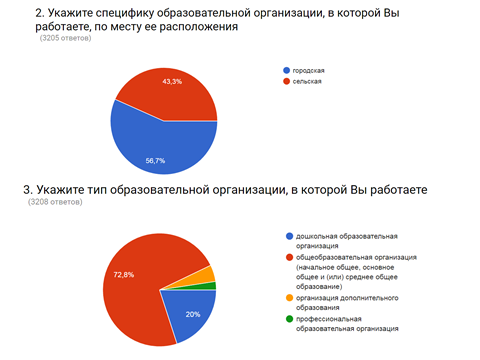 2. Укажите специфику образовательной организации, в которой Вы
работаете, по месту ее расположения
(3205 ответов)
43,3%
56,7%
городская
сельская
3. Укажите тип образовательной организации, в которой Вы работаете
(3208 ответов)
72,8%
20%
дошкольная образовательная
организация
общеобразовательная организация
(начальное общее, основное
общее и (или) среднее общее
образование)
организация дополнительного
образования
профессиональная
образовательная организация